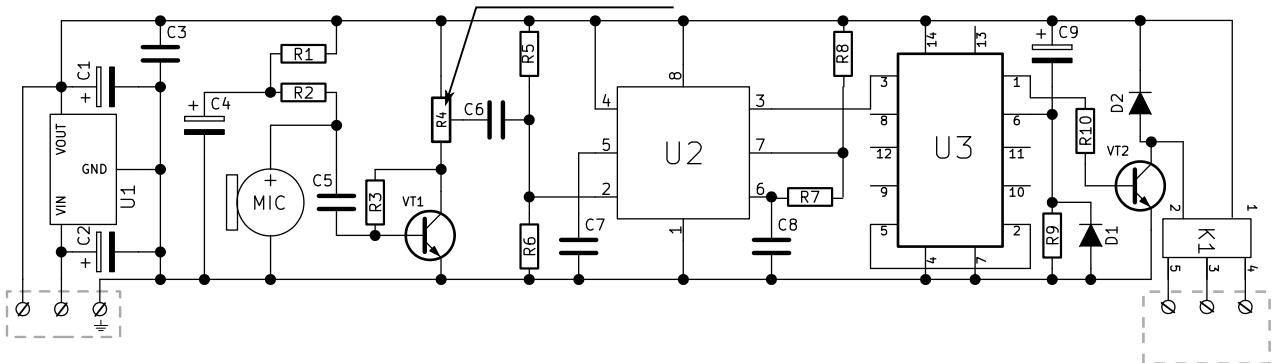 C3
R1
R2
C4
+
C1
+
VOUT
GND
VIN
U1
C2
+
MIC
+
C5
R3
VT1
R4
C6
R5
R6
C7
4
5
2
8
U2
1
3
7
6
R8
R7
C8
14
13
3
8
12
9
5
U3
1
6
11
10
2
4
7
C9
+
R10
R9
D1
D2
VT2
2
1
K1
5
3
4